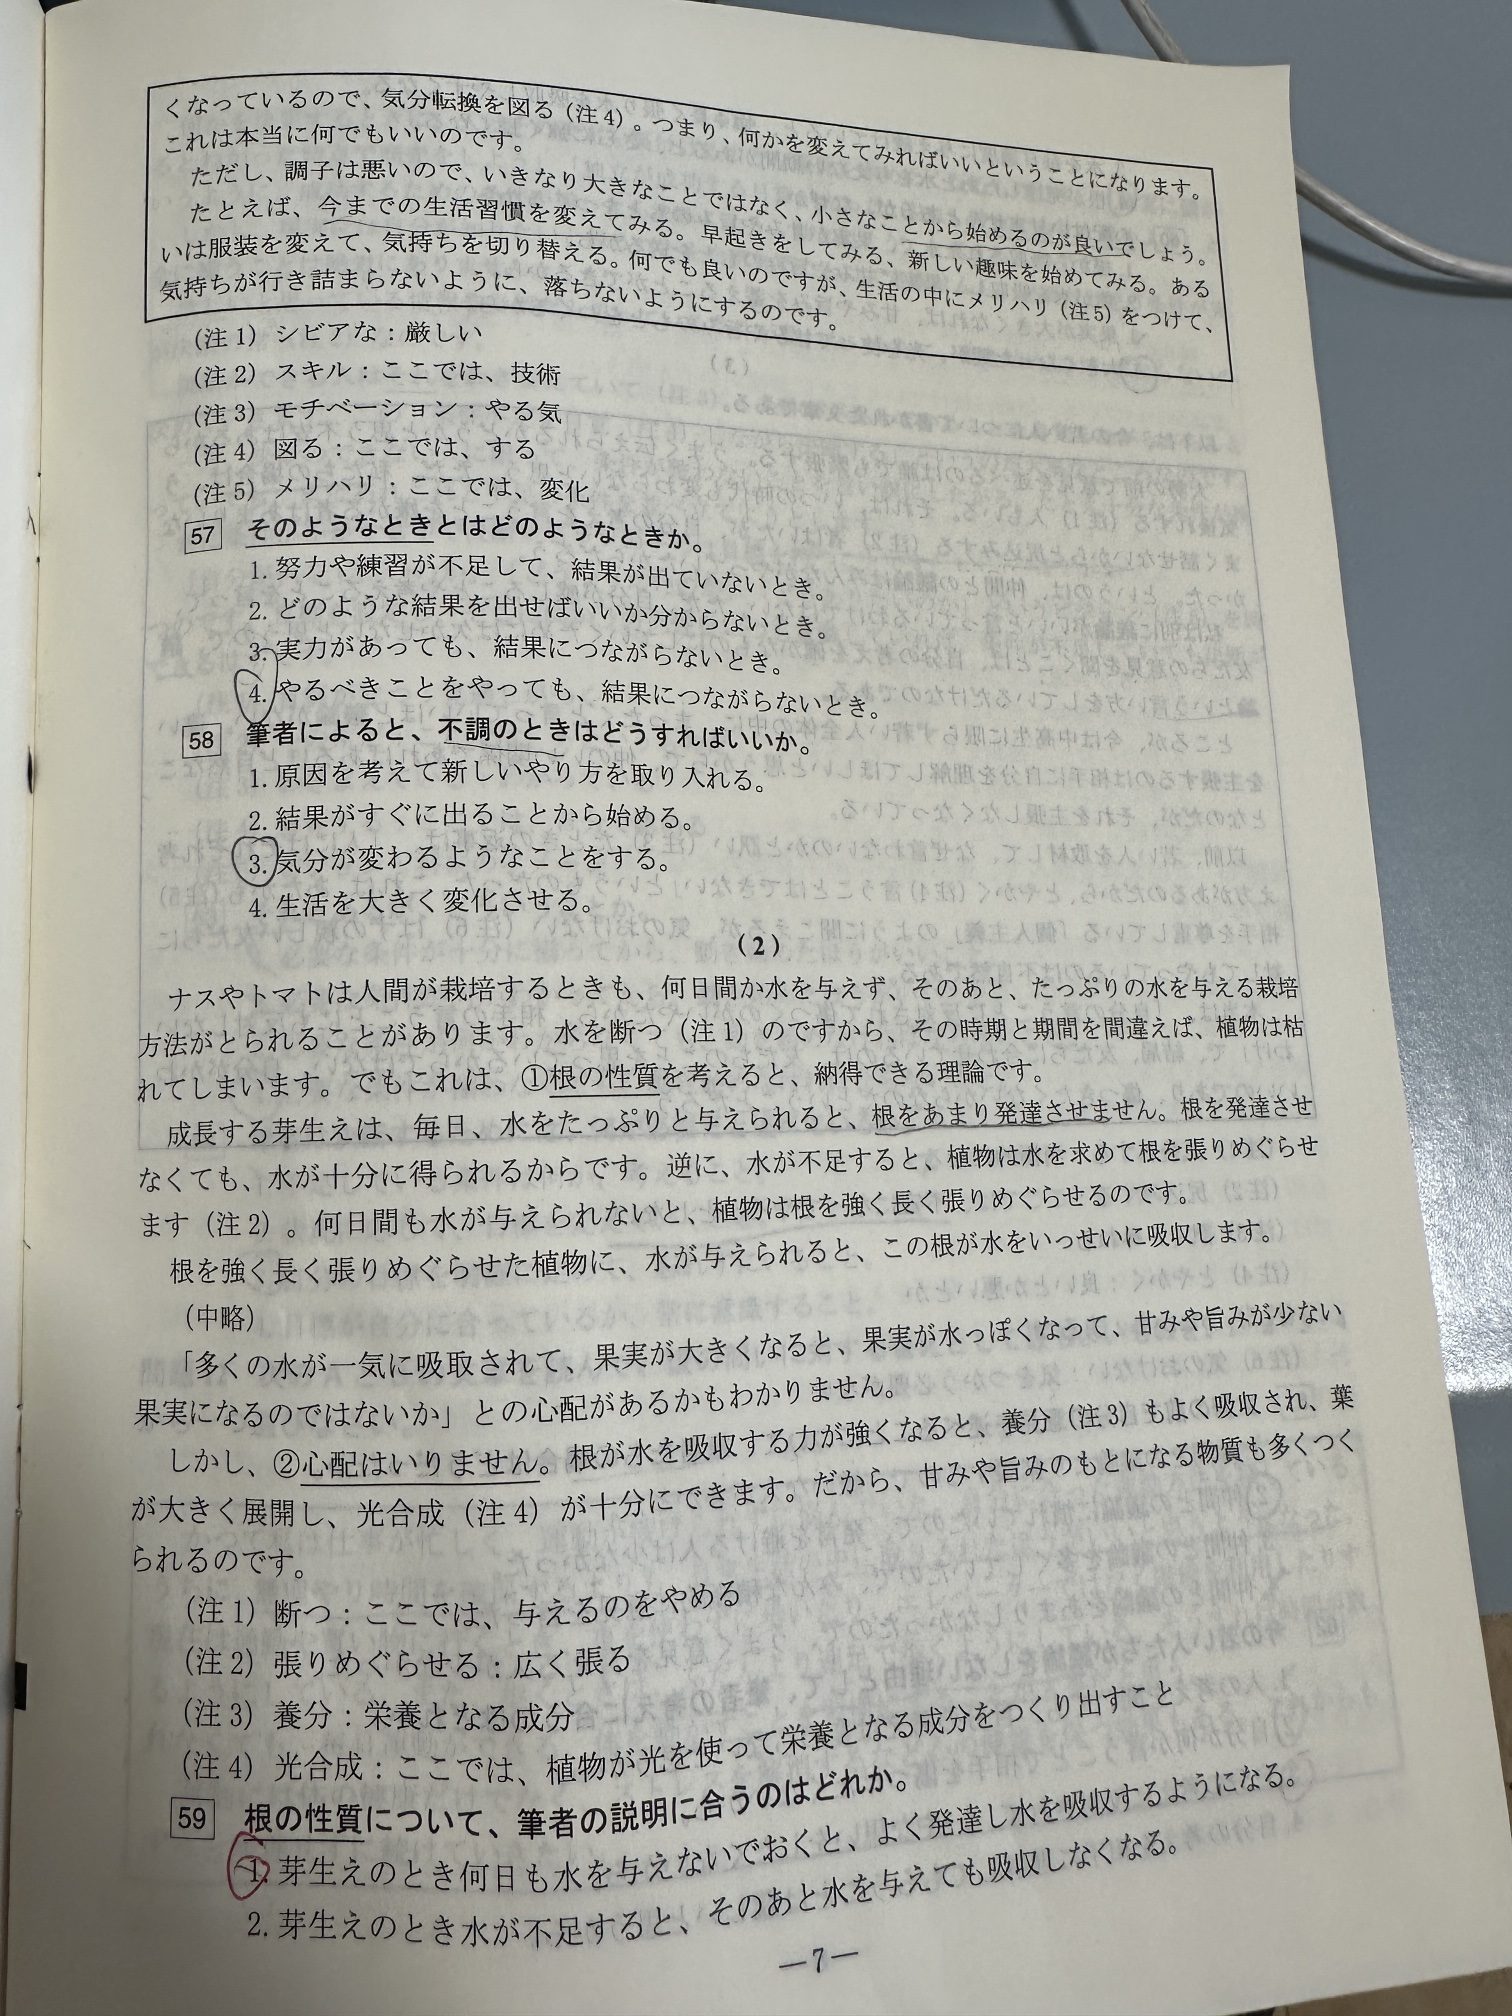 くなっているので、気分転換を図る（注4）。つまり、何かを変えてみればいいということになります。
これは本当に何でもいいのです。
ただし、調子は悪いので、いきなり大きなことではなく、小さなことから始めるのが良いでしょう。
たとえば、今までの生活習慣を変えてみる。早起きをしてみる、新しい趣味を始めてみる。ある
いは服装を変えて、気持ちを切り替える。何でも良いのですが、生活の中にメリハリ（注5）をつけて、
気持ちが行き詰まらないように、落ちないようにするのです。
（注1）シビアな：厳しい
（注2）スキル：ここでは、技術
（注3）モチベーション：やる気
（注4）図る：ここでは、する
（注5）メリハリ：ここでは、変化
57 そのようなときとはどのようなときか。
1. 努力や練習が不足して、結果が出ていないとき。
2. どのような結果を出せばいいか分からないとき。
3. 実力があっても、結果につながらないとき。
4. やるべきことをやっても、結果につながらないとき。
58 筆者によると、不調のときはどうすればいいか。
1. 原因を考えて新しいやり方を取り入れる。
2. 結果がすぐに出ることから始める。
3. 気分が変わるようなことをする。
4. 生活を大きく変化させる。
（2）
ナスやトマトは人間が栽培するときも、何日間か水を与えず、そのあと、たっぷりの水を与える栽培
方法がとられることがあります。水を断つ（注1）のですから、その時期と期間を間違えば、植物は枯
れてしまいます。でもこれは、①根の性質を考えると、納得できる理論です。
成長する芽生えは、毎日、水をたっぷりと与えられると、根をあまり発達させません。根を発達させ
なくても、水が十分に得られるからです。逆に、水が不足すると、植物は水を求めて根を張りめぐらせ
ます（注2）。何日間も水が与えられないと、植物は根を強く長く張りめぐらせるのです。
根を強く長く張りめぐらせた植物に、水が与えられると、この根が水をいっせいに吸収します。
（中略）
「多くの水が一気に吸収されて、果実が大きくなると、果実が水っぽくなって、甘みや旨みが少ない
果実になるのではないか」との心配があるかもわかりません。
しかし、②心配はいりません。根が水を吸収する力が強くなると、養分（注3）もよく吸収され、葉
が大きく展開し、光合成（注4）が十分にできます。だから、甘みや旨みのもとになる物質も多くつく
られるのです。
（注1）断つ：ここでは、与えるのをやめる
（注2）張りめぐらせる：広く張る
（注3）養分：栄養となる成分
（注4）光合成：ここでは、植物が光を使って栄養となる成分をつくり出すこと
59 根の性質について、筆者の説明に合うのはどれか。
1. 芽生えのとき何日も水を与えないでおくと、よく発達し水を吸収するようになる。
2. 芽生えのとき水が不足すると、そのあと水を与えても吸収しなくなる。
—7—